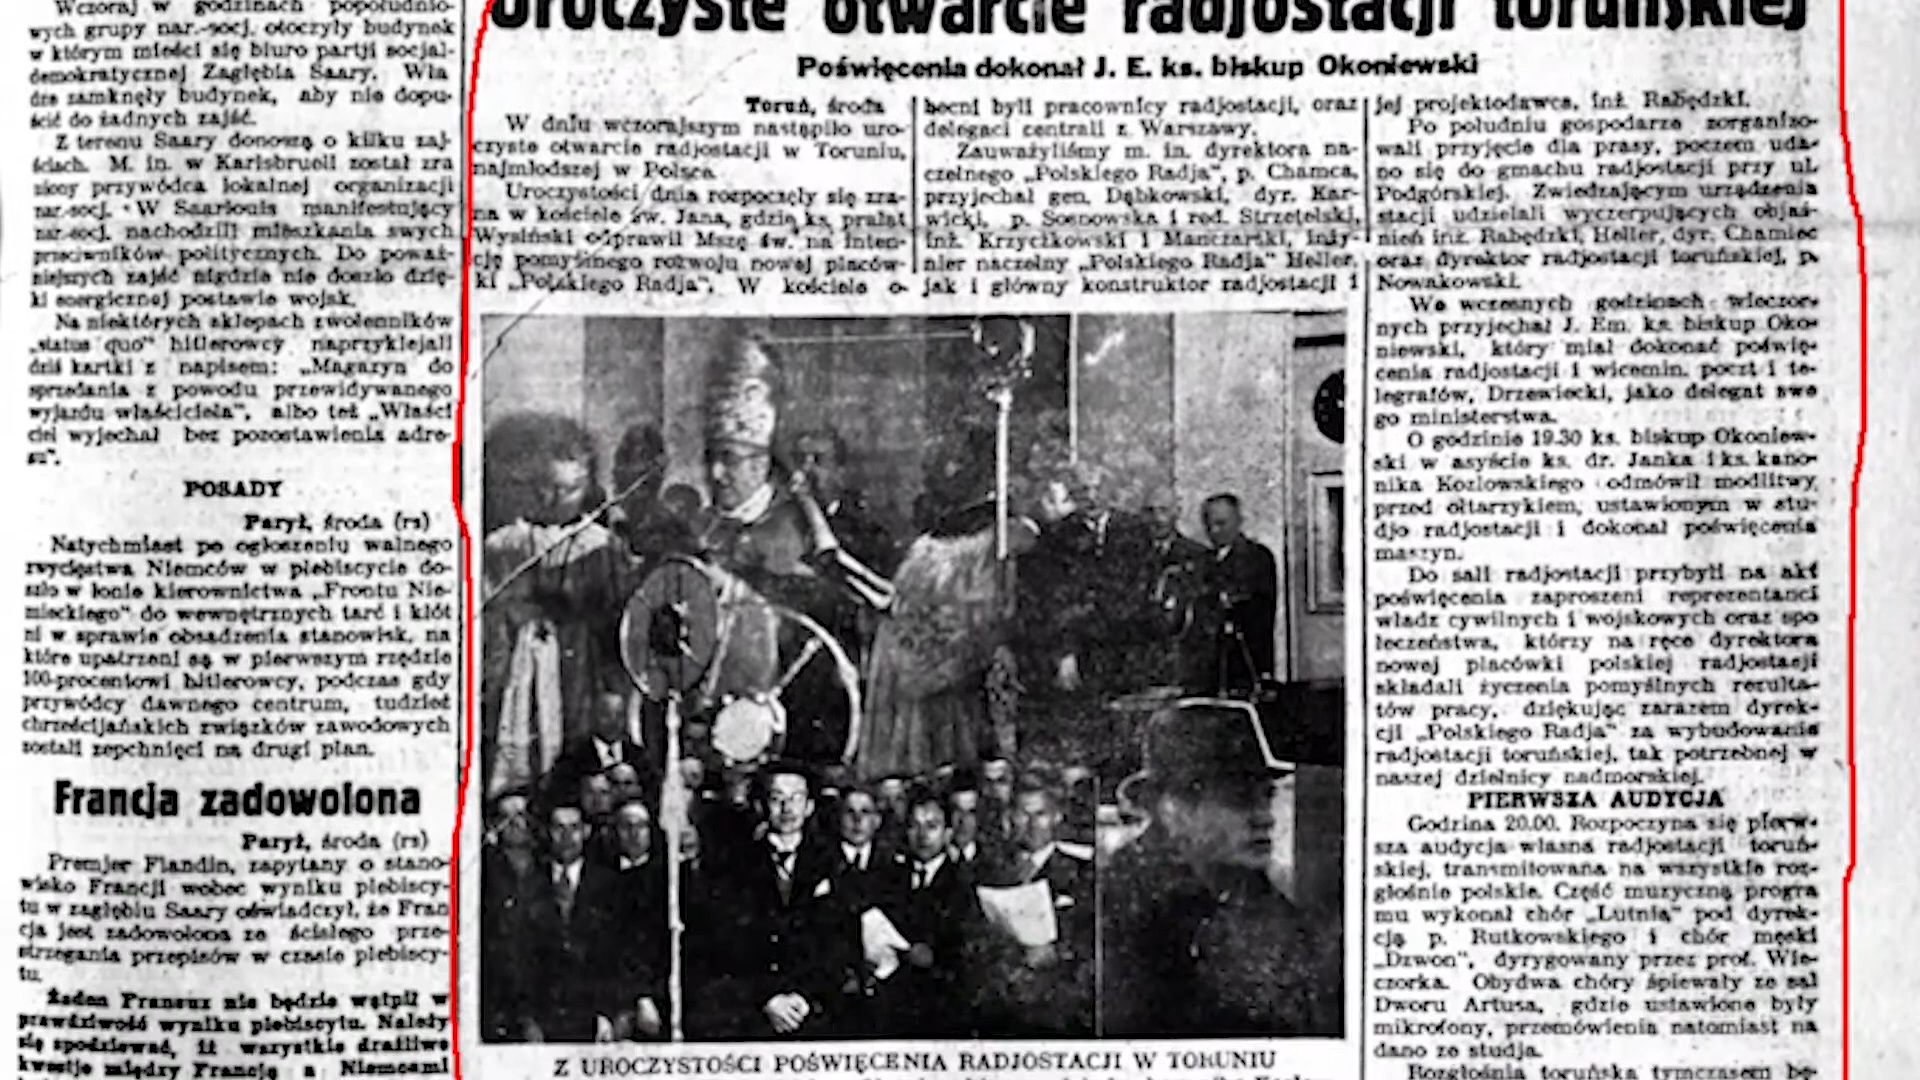 Wczoraj w godzinach popołudnio-
wych grupy nar.-socj. otoczyły budynek
w którym mieści się biuro partji socjal-
demokratycznej Zagłębia Saary. Wła
dze zamknęły budynek, aby nie dopu-
ścić do żadnych zajść.
Z terenu Saary donoszą o kilku zaj-
ściach. M. in. w Karlsbruell został zra
niony przywódca lokalnej organizacji
nar.-socj. W Saarlouis manifestujący
nar.-socj. nachodzili mieszkania swych
przeciwników politycznych. Do poważ-
niejszych zajść nigdzie nie doszło dzię-
ki energicznej postawie wojsk.
Na niektórych sklepach zwolenników
„status quo" hitlerowcy naprzyklejali
dziś kartki z napisem: „Magazyn do
sprzedania z powodu przewidywanego
wyjazdu właściciela", albo też „Właści
ciel wyjechał bez pozostawienia adre-
su".
POSADY
Paryż, środa (rs)
Natychmiast po ogłoszeniu walnego
zwycięstwa Niemców w plebiscycie do-
szło w łonie kierownictwa „Frontu Nie-
mieckiego" do wewnętrznych tarć i kłót
ni w sprawie obsadzenia stanowisk, na
które upatrzeni są w pierwszym rzędzie
100-procentowi hitlerowcy, podczas gdy
przywódcy dawnego centrum, tudzież
chrześcijańskich związków zawodowych
zostali zepchnięci na drugi plan.
Francja zadowolona
Paryż, środa (rs)
Premjer Flandin, zapytany o stano-
wisko Francji wobec wyniku plebiscy-
tu w zagłębiu Saary oświadczył, że Fran
cja jest zadowolona ze ścisłego prze-
strzegania przepisów w czasie plebiscy-
tu.
Żaden Francuz nie będzie wątpił w
prawdziwość wyniku plebiscytu. Należy
się spodziewać, iż wszystkie drażliwe
kwestje między Francją a Niemcami
Uroczyste otwarcie radjostacji toruńskiej
Poświęcenia dokonał J. E. ks. biskup Okoniewski
Toruń, środa
W dniu wczorajszym nastąpiło uro-
czyste otwarcie radjostacji w Toruniu,
najmłodszej w Polsce.
Uroczystości dnia rozpoczęły się zra-
na w kościele św. Jana, gdzie ks. prałat
Wysiński odprawił Mszę św. na inten-
cję pomyślnego rozwoju nowej placów-
ki „Polskiego Radja". W kościele o-
becni byli pracownicy radjostacji, oraz
delegaci centrali z Warszawy.
Zauważyliśmy m. in. dyrektora na-
czelnego „Polskiego Radja", p. Chamca,
przyjechał gen. Dąbkowski, dyr. Kar-
wicki, p. Sosnowska i red. Strzetelski,
inż. Krzyczkowski i Manczarski, inży-
nier naczelny „Polskiego Radja" Heller,
jak i główny konstruktor radjostacji i
jej projektodawca, inż. Rabędzki.
Po południu gospodarze zorganizo-
wali przyjęcie dla prasy, poczem uda-
no się do gmachu radjostacji przy ul.
Podgórskiej. Zwiedzającym urządzenia
stacji udzielali wyczerpujących objaś-
nień inż. Rabędzki, Heller, dyr. Chamiec
oraz dyrektor radjostacji toruńskiej, p.
Nowakowski.
We wczesnych godzinach wieczor-
nych przyjechał J. Em. ks. biskup Oko-
niewski, który miał dokonać poświę-
cenia radjostacji i wicemin. poczt i te-
legrafów, Drzewiecki, jako delegat swe
go ministerstwa.
O godzinie 19.30 ks. biskup Okoniew-
ski w asyście ks. dr. Janka i ks. kano-
nika Kozłowskiego odmówił modlitwy
przed ołtarzykiem, ustawionym w stu-
djo radjostacji i dokonał poświęcenia
maszyn.
Do sali radjostacji przybyli na akt
poświęcenia zaproszeni reprezentanci
władz cywilnych i wojskowych oraz spo
łeczeństwa, którzy na ręce dyrektora
nowej placówki polskiej radjostacji
składali życzenia pomyślnych rezulta-
tów pracy, dziękując zarazem dyrek-
cji „Polskiego Radja" za wybudowanie
radjostacji toruńskiej, tak potrzebnej w
naszej dzielnicy nadmorskiej.
PIERWSZA AUDYCJA
Godzina 20.00. Rozpoczyna się pierw-
sza audycja własna radjostacji toruń-
skiej, transmitowana na wszystkie roz-
głośnie polskie. Część muzyczną progra
mu wykonał chór „Lutnia" pod dyrek-
cją p. Rutkowskiego i chór męski
„Dzwon", dyrygowany przez prof. Wie-
czorka. Obydwa chóry śpiewały ze sal
Dworu Artusa, gdzie ustawione były
mikrofony, przemówienia natomiast na
dano ze studja.
Rozgłośnia toruńska tymczasem bę-
Z UROCZYSTOŚCI POŚWIĘCENIA RADJOSTACJI W TORUNIU